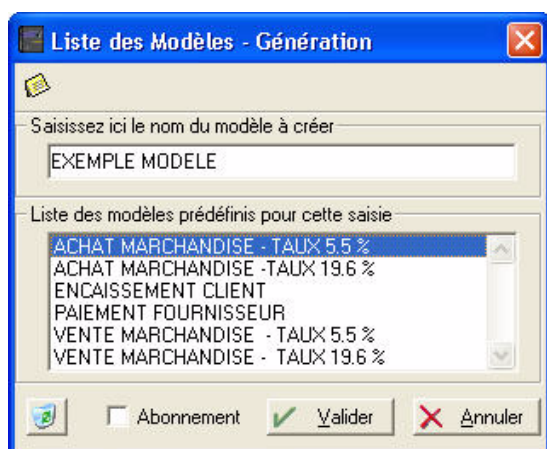 Liste des Modèles - Génération
Saisissez ici le nom du modèle à créer
EXEMPLE MODELE
Liste des modèles prédéfinis pour cette saisie
ACHAT MARCHANDISE - TAUX 5.5 %
ACHAT MARCHANDISE -TAUX 19.6 %
ENCAISSEMENT CLIENT
PAIEMENT FOURNISSEUR
VENTE MARCHANDISE - TAUX 5.5 %
VENTE MARCHANDISE - TAUX 19.6 %
Abonnement Valider Annuler